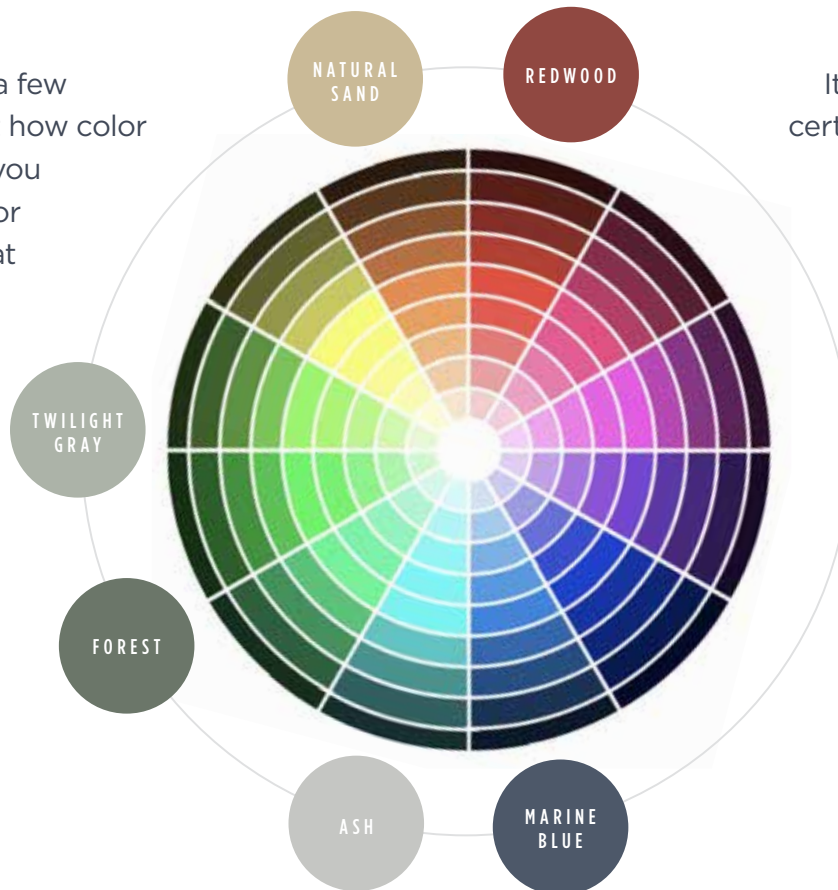 a few
how color
you
or
at
It
cert
NATURAL
SAND
REDWOOD
TWILIGHT
GRAY
FOREST
ASH
MARINE
BLUE